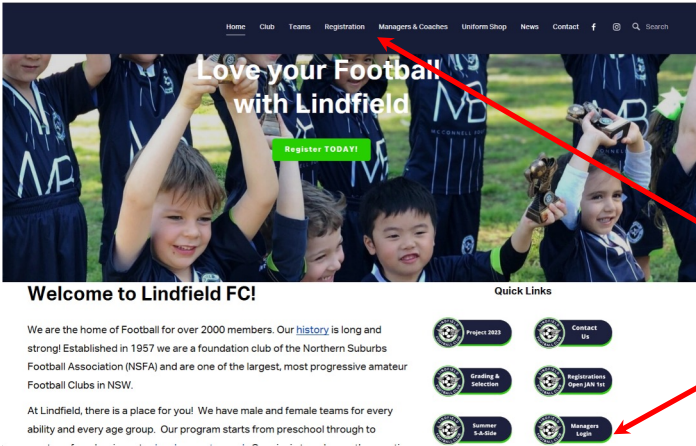 Home Club Teams Registration Managers & Coaches Uniform Shop News Contact f Search
Love your Football
with Lindfield
Register TODAY!
MCCONNELL
Welcome to Lindfield FC!
We are the home of Football for over 2000 members. Our history is long and
strong! Established in 1957 we are a foundation club of the Northern Suburbs
Football Association (NSFA) and are one of the largest, most progressive amateur
Football Clubs in NSW.
At Lindfield, there is a place for you! We have male and female teams for every
ability and every age group. Our program starts from preschool through to
Quick Links
Project 2023
Contact
Us
Grading &
Selection
Registrations
Open JAN 1st
Summer
5-A-Side
Managers
Login